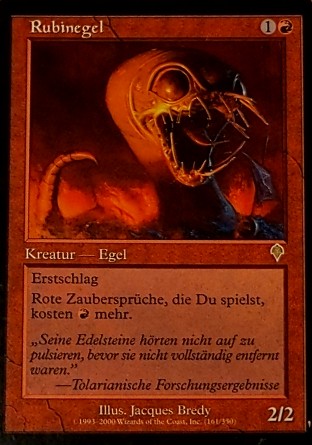 Rubinegel 1
Kreatur — Egel
Erstschlag
Rote Zaubersprüche, die Du spielst,
kosten mehr.
„Seine Edelsteine hörten nicht auf zu
pulsieren, bevor sie nicht vollständig entfernt
waren."
—Tolarianische Forschungsergebnisse
Illus. Jacques Bredy
©1993-2000 Wizards of the Coast, Inc. (161/350)
2/2